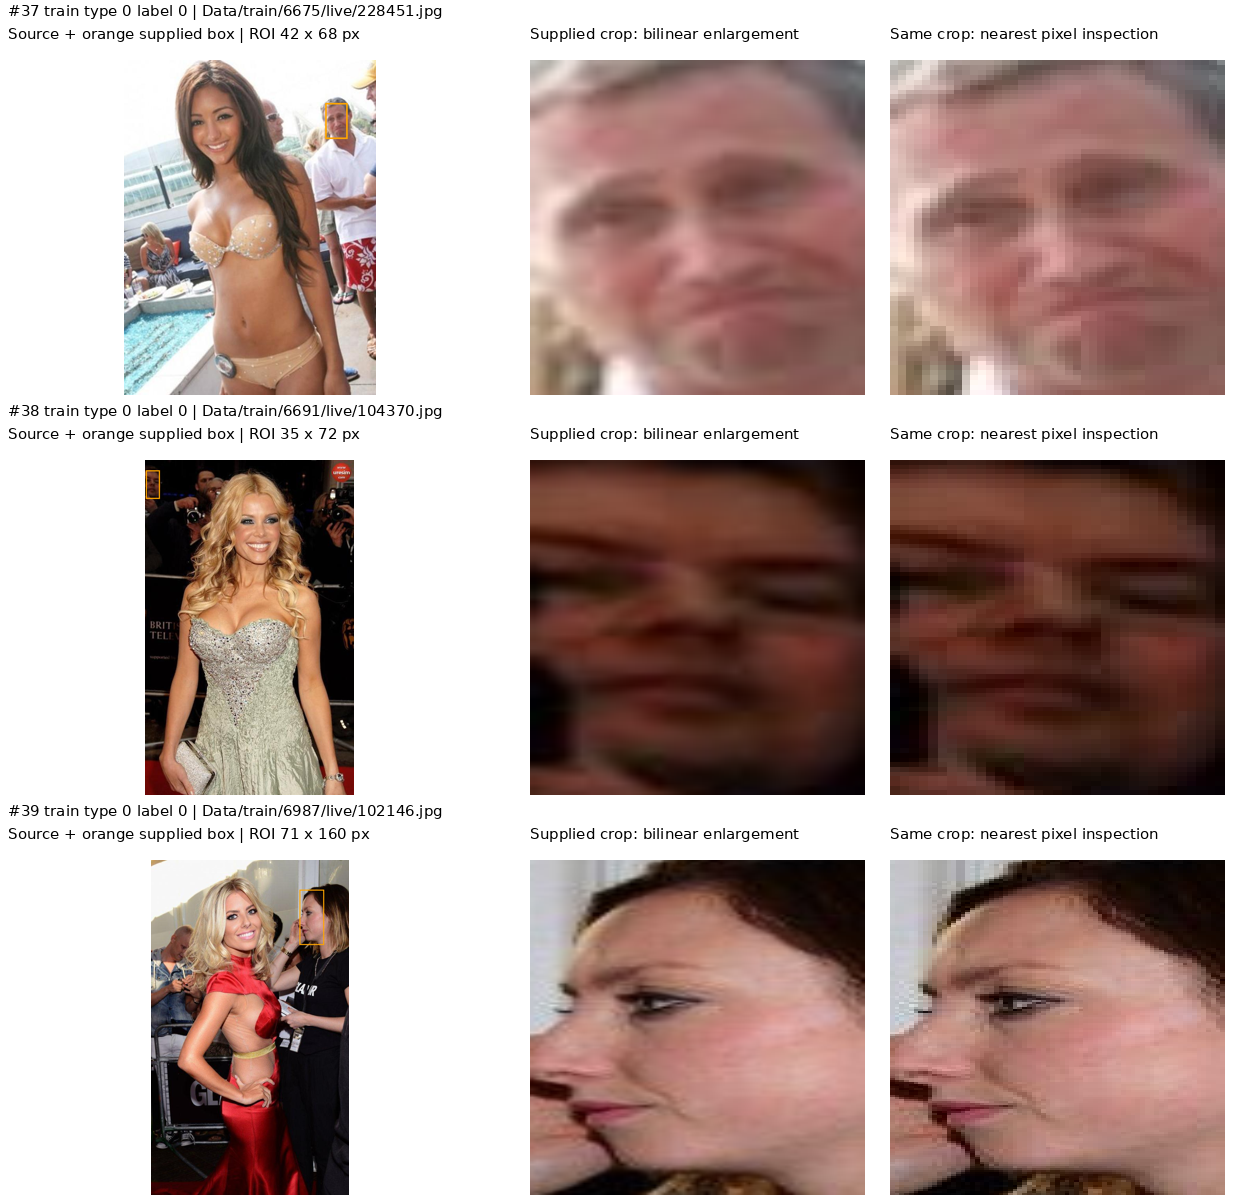 #37 train type 0 label 0 | Data/train/6675/live/228451.jpg
Source + orange supplied box | ROI 42 x 68 px
Supplied crop: bilinear enlargement
Same crop: nearest pixel inspection
#38 train type 0 label 0 | Data/train/6691/live/104370.jpg
Source + orange supplied box | ROI 35 x 72 px
Supplied crop: bilinear enlargement
Same crop: nearest pixel inspection
#39 train type 0 label 0 | Data/train/6987/live/102146.jpg
Source + orange supplied box | ROI 71 x 160 px
Supplied crop: bilinear enlargement
Same crop: nearest pixel inspection